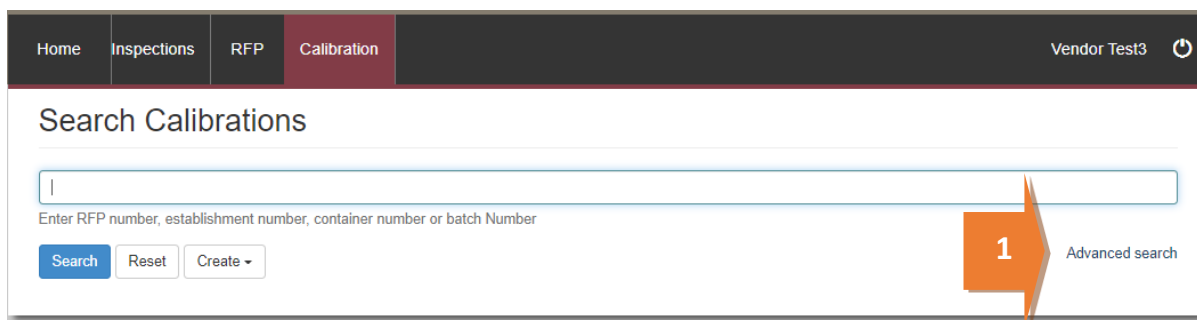 Home Inspections RFP Calibration Vendor Test3
Search Calibrations
Enter RFP number, establishment number, container number or batch Number
Search Reset Create 1 Advanced search